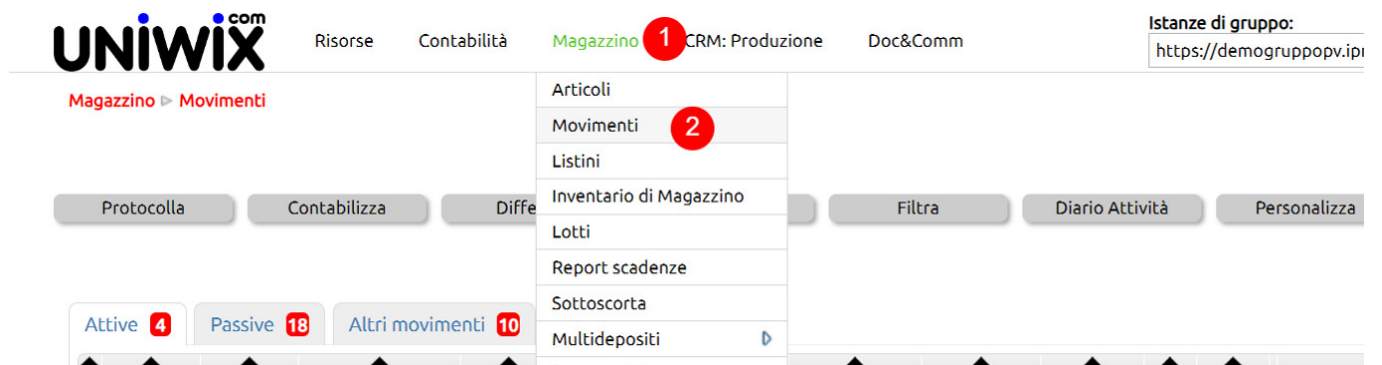 UNIWIX com
Risorse Contabilità Magazzino 1 CRM: Produzione Doc&Comm
Istanze di gruppo:
https://demogruppopv.ipr
Magazzino Movimenti
Articoli
Movimenti 2
Listini
Inventario di Magazzino
Lotti
Report scadenze
Sottoscorta
Multidepositi
Protocolla Contabilizza Diffe Filtra Diario Attività Personalizza
Attive 4 Passive 18 Altri movimenti 10